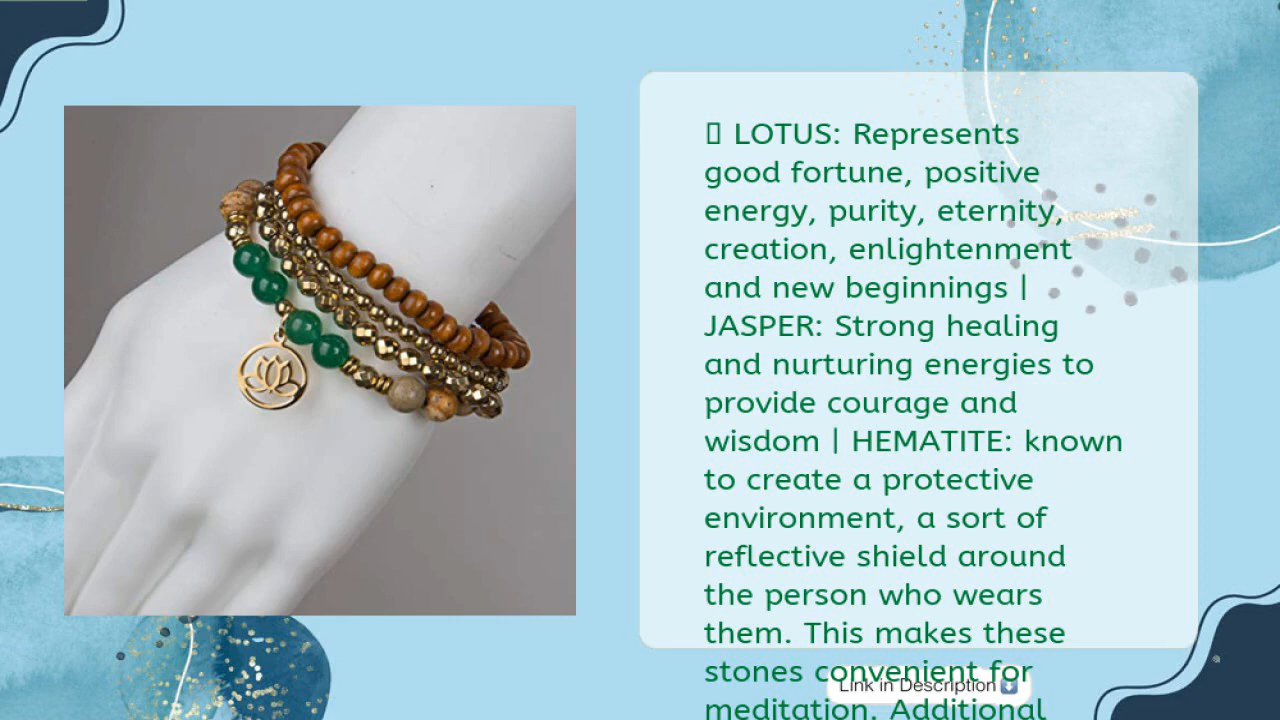 LOTUS: Represents
good fortune, positive
energy, purity, eternity,
creation, enlightenment
and new beginnings |
JASPER: Strong healing
and nurturing energies to
provide courage and
wisdom | HEMATITE: known
to create a protective
environment, a sort of
reflective shield around
the person who wears
them. This makes these
stones convenient for
Link in Description
meditation. Additional